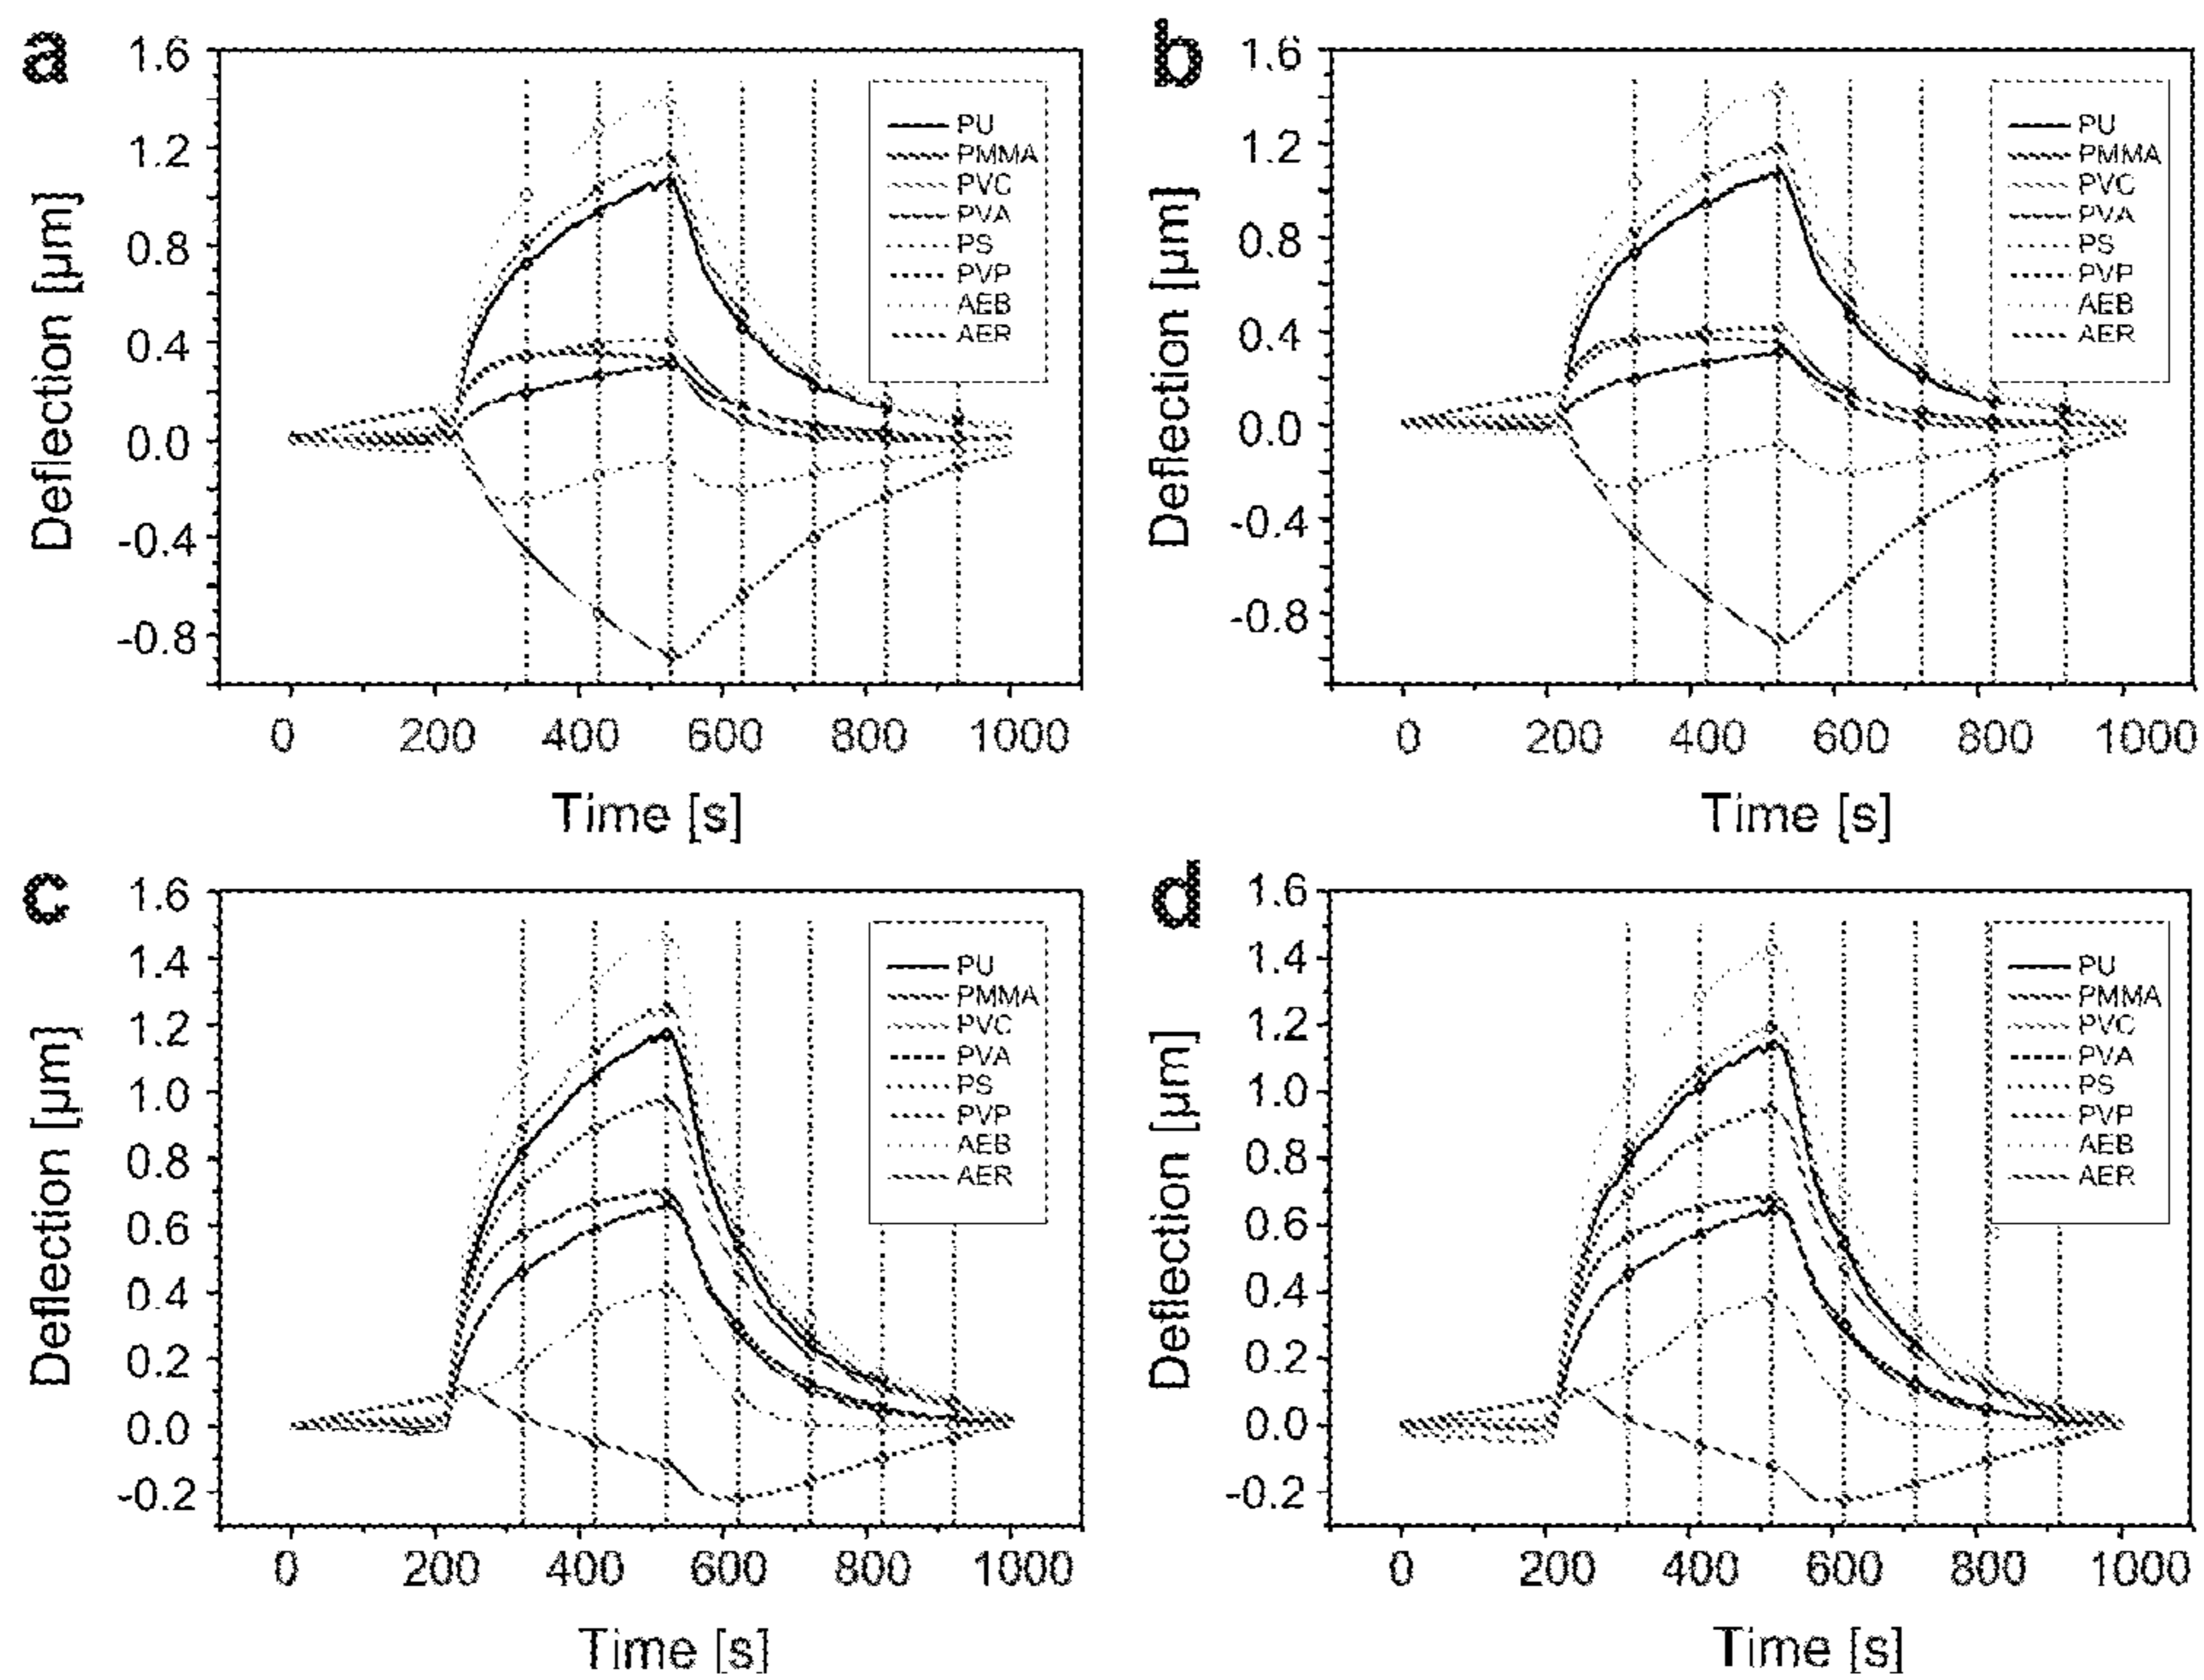 a
1.6
1.2
0.8
0.4
0.0
-0.4
-0.8
Deflection [µm]
PU
PMMA
PVC
PVA
PS
PVP
AEB
AER
0 200 400 600 800 1000
Time [s]
b
1.6
1.2
0.8
0.4
0.0
-0.4
-0.8
Deflection [µm]
PU
PMMA
PVC
PVA
PS
PVP
AEB
AER
0 200 400 600 800 1000
Time [s]
c
1.6
1.4
1.2
1.0
0.8
0.6
0.4
0.2
0.0
-0.2
Deflection [µm]
PU
PMMA
PVC
PVA
PS
PVP
AEB
AER
0 200 400 600 800 1000
Time [s]
d
1.6
1.4
1.2
1.0
0.8
0.6
0.4
0.2
0.0
-0.2
Deflection [µm]
PU
PMMA
PVC
PVA
PS
PVP
AEB
AER
0 200 400 600 800 1000
Time [s]